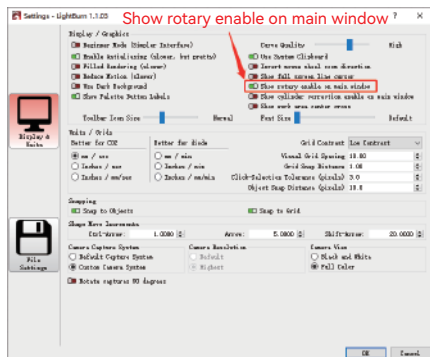 Settings - LightBurn 1.1.03
Show rotary enable on main window
?
X
Display / Graphics
Beginner Mode (Simpler Interface)
Curve Quality
High
Enable Antialiasing (slower, but pretty)
Use System Clipboard
Filled Rendering (slower)
Invert mouse wheel zoom direction
Reduce Motion (slower)
Show full screen line cursor
Use Dark Background
Show rotary enable on main window
Show Palette Button Labels
Show cylinder correction enable on main window
Show work area center cross
Toolbar Icon Size
Normal
Font Size
Default
Display & Units
Units / Grids
Better for CO2
Better for diode
Grid Contrast
Low Contrast
mm / sec
mm / min
Visual Grid Spacing
10.00
Inches / sec
Inches / min
Grid Snap Distance
1.00
Inches / mm/sec
Inches / mm/min
Click-Selection Tolerance (pixels)
3.0
Object Snap Distance (pixels)
10.0
Snapping
Snap to Objects
Snap to Grid
Shape Move Increments
Ctrl+Arrow:
1.0000
Arrow:
5.0000
Shift+Arrow:
20.0000
Camera Capture System
Camera Resolution
Camera View
Default Capture System
Default
Black and White
Custom Camera System
Highest
Full Color
File Settings
Rotate captures 90 degrees
OK
Cancel